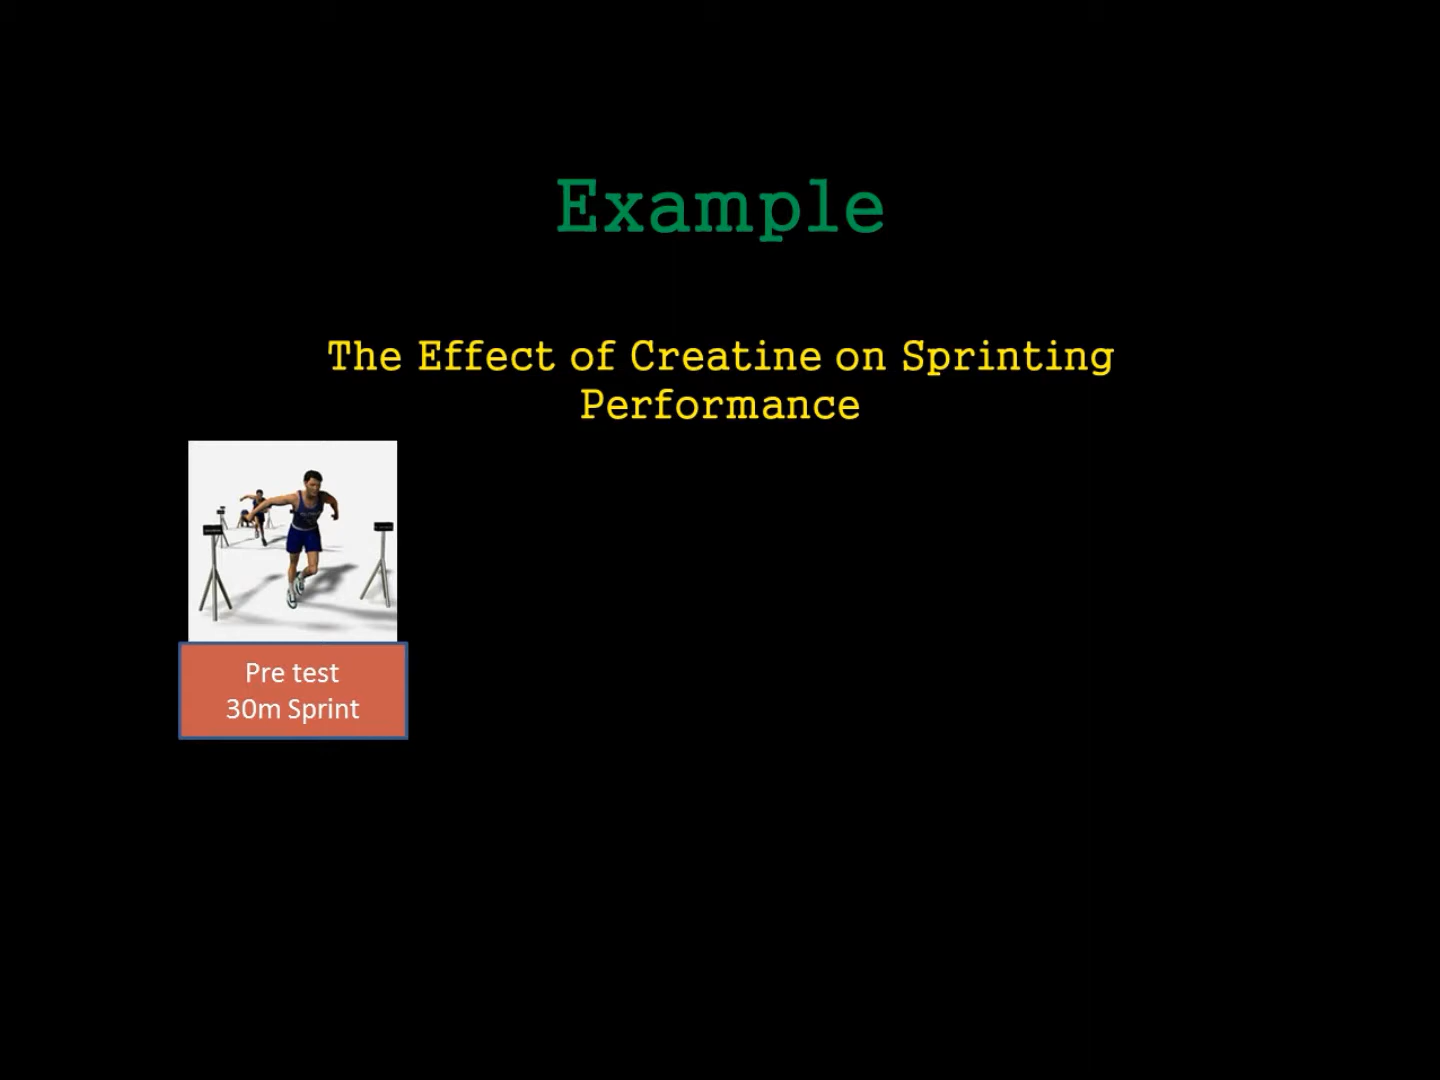 Example
The Effect of Creatine on Sprinting
Performance
Pre test
30m Sprint